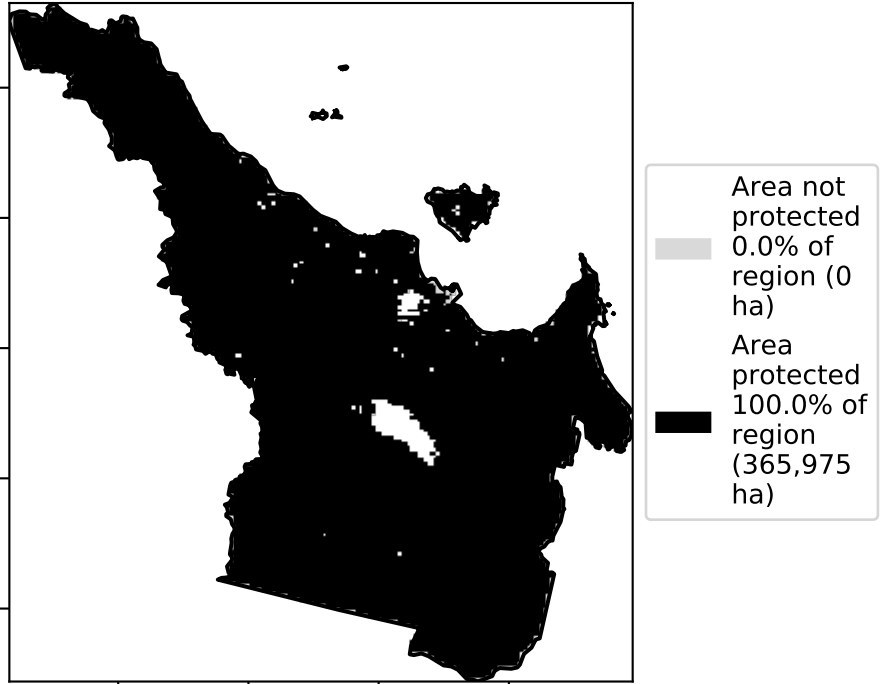 Area not
protected
0.0% of
region (0
ha)
Area
protected
100.0% of
region
(365,975
ha)